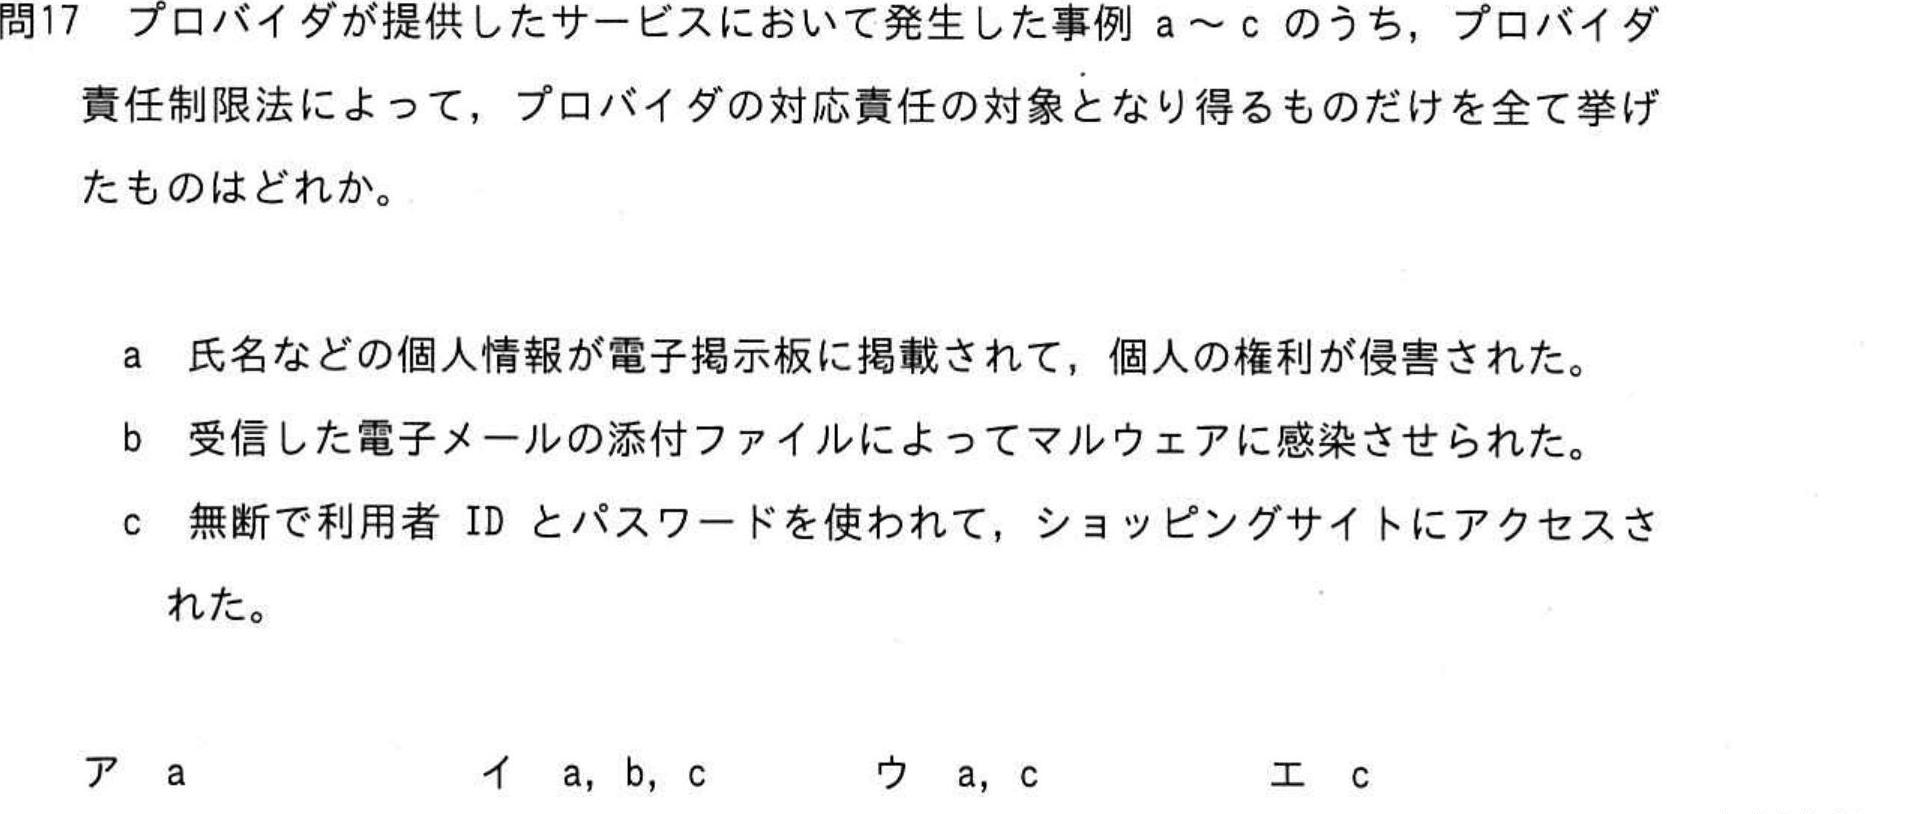 問17 プロバイダが提供したサービスにおいて発生した事例 a～c のうち，プロバイダ
責任制限法によって，プロバイダの対応責任の対象となり得るものだけを全て挙げ
たものはどれか。
a 氏名などの個人情報が電子掲示板に掲載されて，個人の権利が侵害された。
b 受信した電子メールの添付ファイルによってマルウェアに感染させられた。
c 無断で利用者 ID とパスワードを使われて，ショッピングサイトにアクセスさ
れた。
ア a イ a，b，c ウ a，c エ c